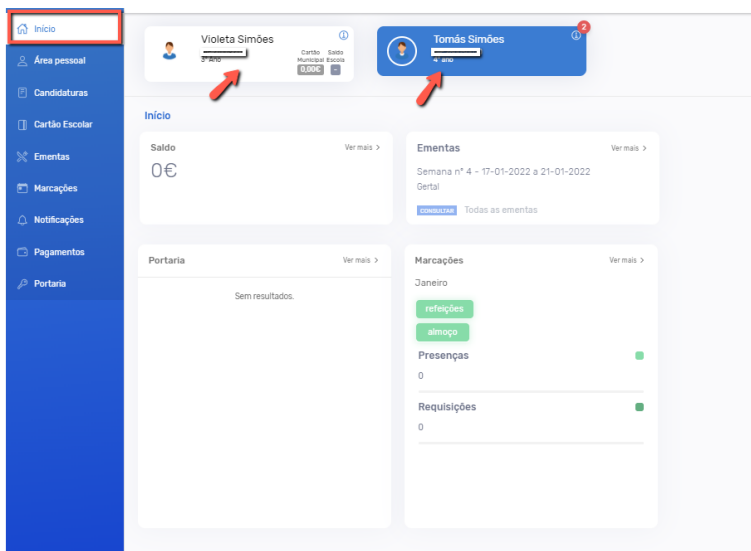 Início
Área pessoal
Candidaturas
Cartão Escolar
Ementas
Marcações
Notificações
Pagamentos
Portaria
Violeta Simões
3º Ano
Cartão Saldo
Municipal Escola
0,00€ -
Tomás Simões
2
4º ano
Início
Saldo
Ver mais >
0€
Ementas
Ver mais >
Semana nº 4 - 17-01-2022 a 21-01-2022
Gertal
CONSULTAR Todas as ementas
Portaria
Ver mais >
Sem resultados.
Marcações
Ver mais >
Janeiro
refeições
almoço
Presenças
0
Requisições
0